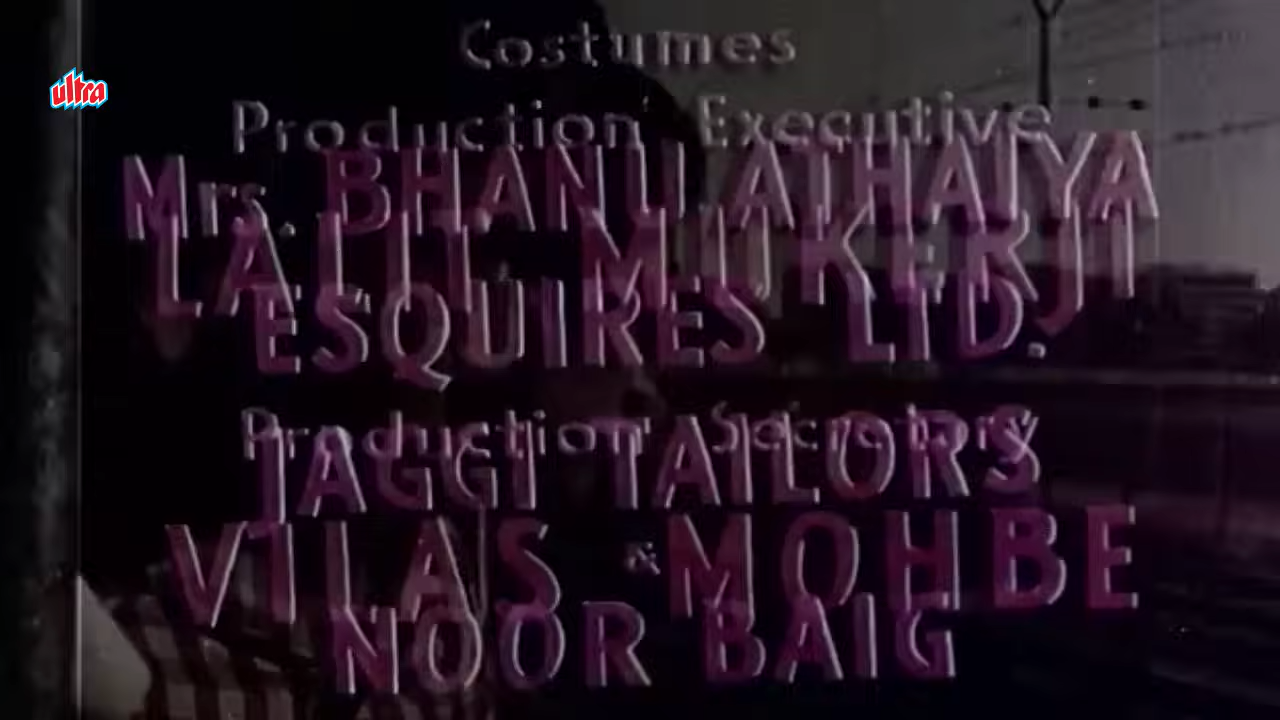 ultra
Costumes
Production Executive
Mrs. BHANU ATHAIYA
LALIT MUKERJI
ESQUIRES LTD.
Production Secretary
JAGGI TAILORS
VILAS MOHBE
&
NOOR BAIG